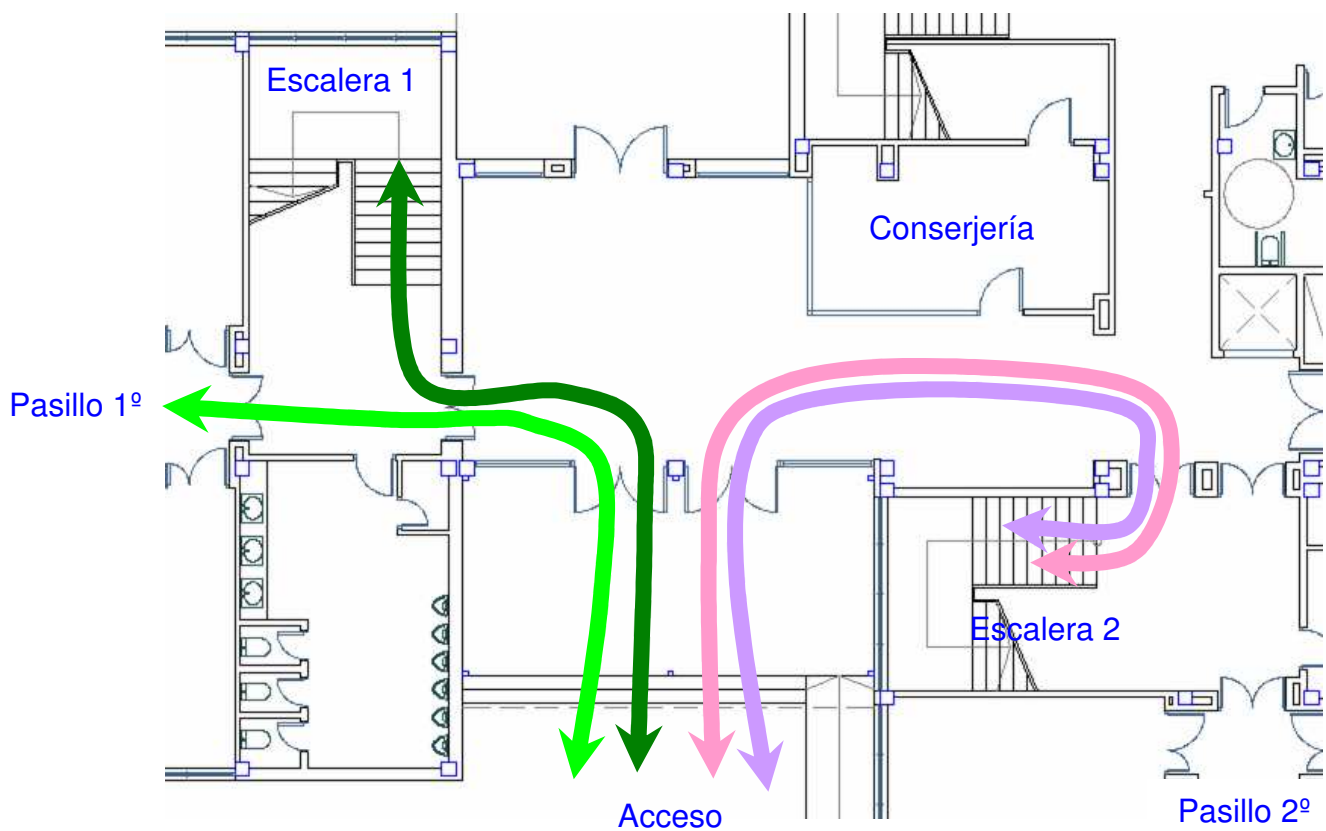 Escalera 1
Conserjería
Pasillo 1º
Escalera 2
Acceso
Pasillo 2º